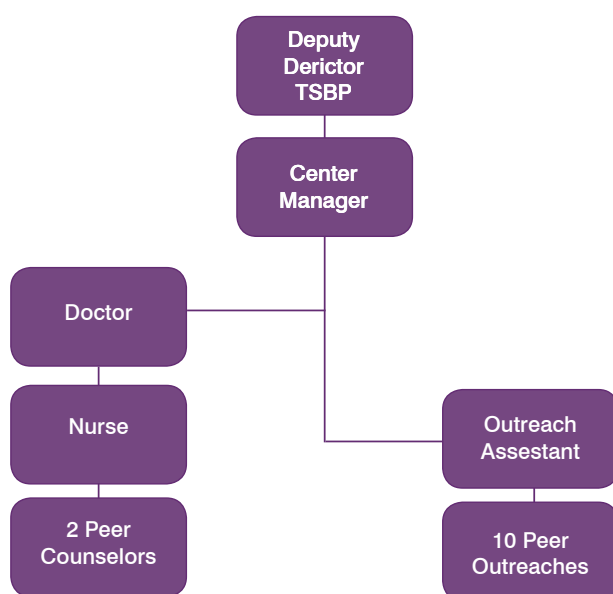 Deputy
Derictor
TSBP
Center
Manager
Doctor
Nurse
2 Peer
Counselors
Outreach
Assestant
10 Peer
Outreaches